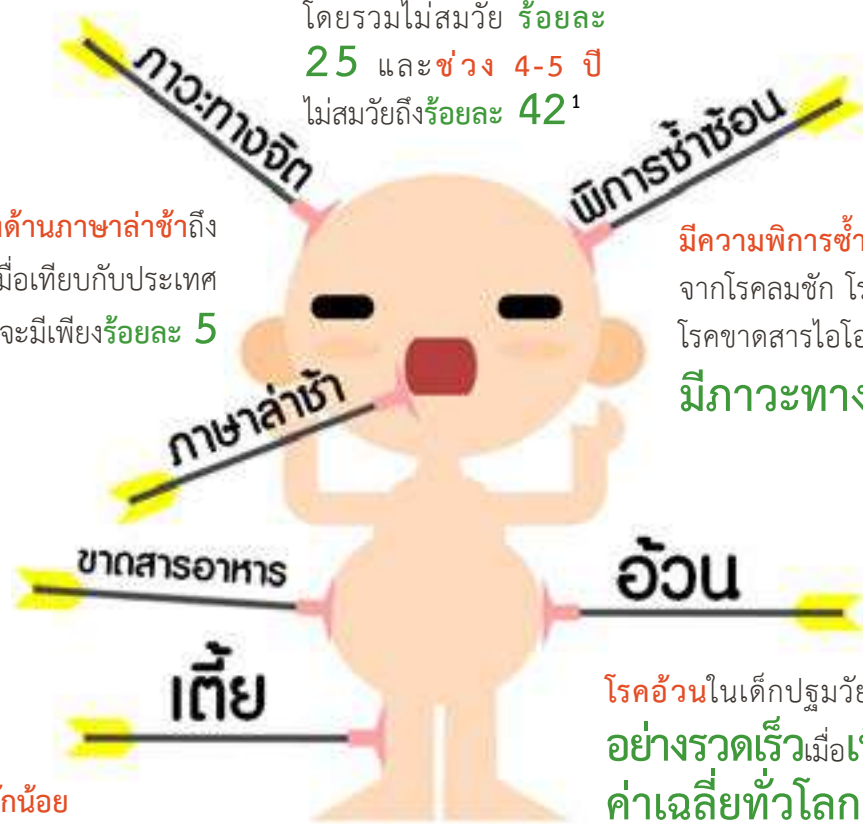 โดยรวมไม่สมวัย ร้อยละ
25 และช่วง 4-5 ปี
ไม่สมวัยถึงร้อยละ 42¹
ภาวะทางจิต
พิการซ้ำซ้อน
ด้านภาษาล่าช้าถึง
มื่อเทียบกับประเทศ
จะมีเพียงร้อยละ 5
มีความพิการซ้ำ
จากโรคลมชัก โร
โรคขาดสารไอโอ
มีภาวะทาง
ภาษาล่าช้า
ขาดสารอาหาร
อ้วน
เตี้ย
โรคอ้วนในเด็กปฐมวัย
อย่างรวดเร็วเมื่อเ
ค่าเฉลี่ยทั่วโลก
กน้อย